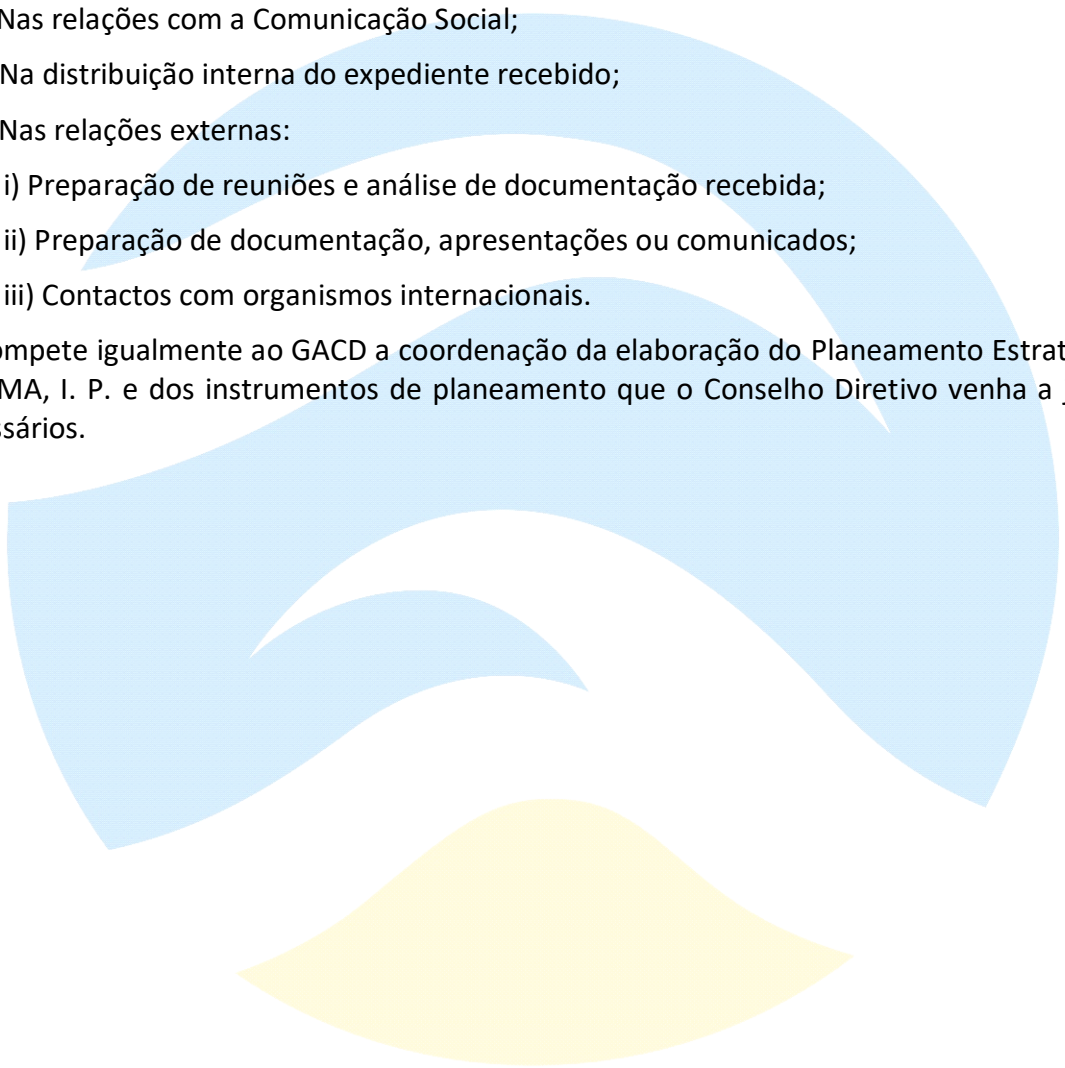 Nas relações com a Comunicação Social;
Na distribuição interna do expediente recebido;
Nas relações externas:
i) Preparação de reuniões e análise de documentação recebida;
ii) Preparação de documentação, apresentações ou comunicados;
iii) Contactos com organismos internacionais.
ompete igualmente ao GACD a coordenação da elaboração do Planeamento Estrat
MA, I. P. e dos instrumentos de planeamento que o Conselho Diretivo venha a j
ssários.